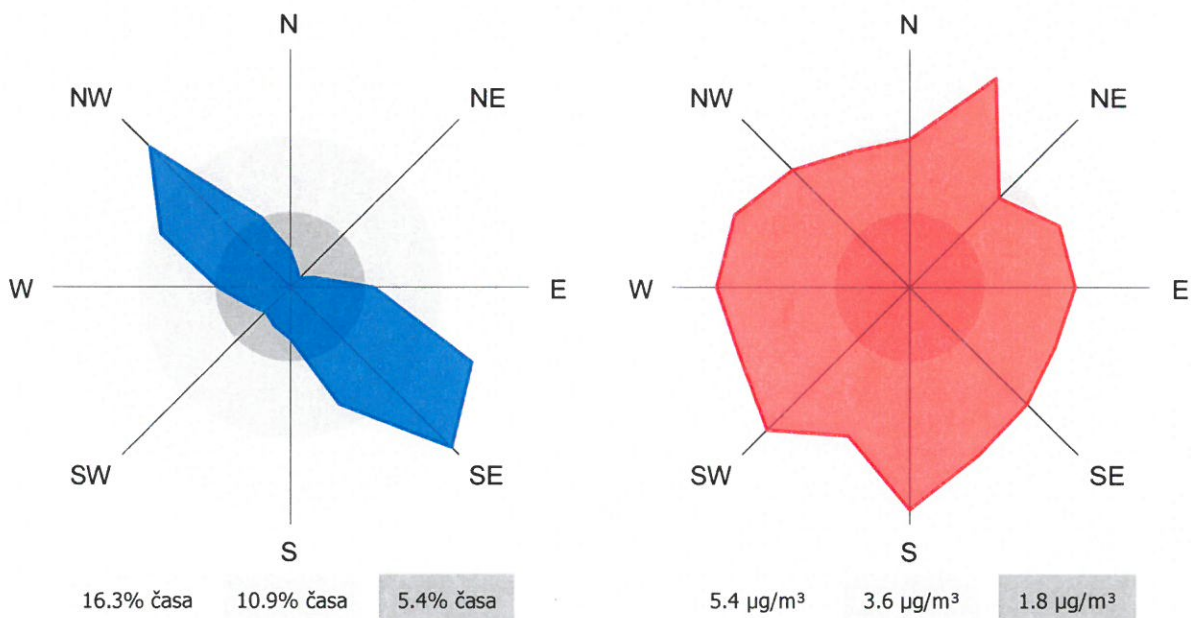 N
NW
NE
W
E
SW
SE
S
16.3% časa 10.9% časa 5.4% časa
N
NW
NE
W
E
SW
SE
S
5.4 µg/m³ 3.6 µg/m³ 1.8 µg/m³